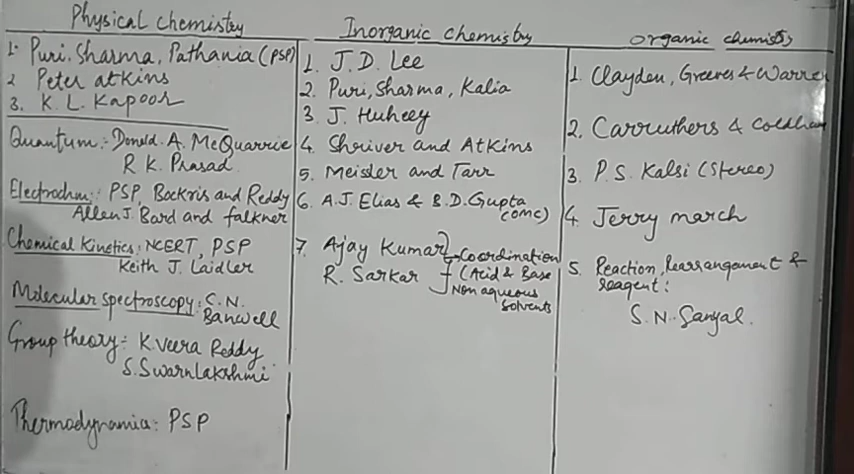 Physical chemistry
1. Puri, Sharma, Pathania (PSP)
2 Peter atkins
3. K. L. Kapoor
Quantum:- Donald. A. McQuarrie
R K. Prasad
Electrochm:- PSP, Bockris and Reddy
Allen J. Bard and falkner
Chemical Kinetics: NCERT, PSP
Keith J. Laidler
Molecular spectroscopy: C. N.
Banwell
Group theory:- K Veera Reddy
S. Swarnlakshmi
Thermodynamia: PSP
Inorganic chemistry
1. J. D. Lee
2. Puri, Sharma, Kalia
3 J. Huheey
4. Shriver and Atkins
5. Meisler and Tarr
6. A.J. Elias & B.D. Gupta
(OMC)
7. Ajay Kumar Coordination
R. Sarkar (Acid & Base
Non aqueous
Solvents
organic chemistry
1. Clayden, Greeves & Warren
2. Carruthers & Coldham
3. P. S. Kalsi (Stereo)
4. Jerry march
5. Reaction, Rearrangement &
reagent:
S. N. Sanyal.